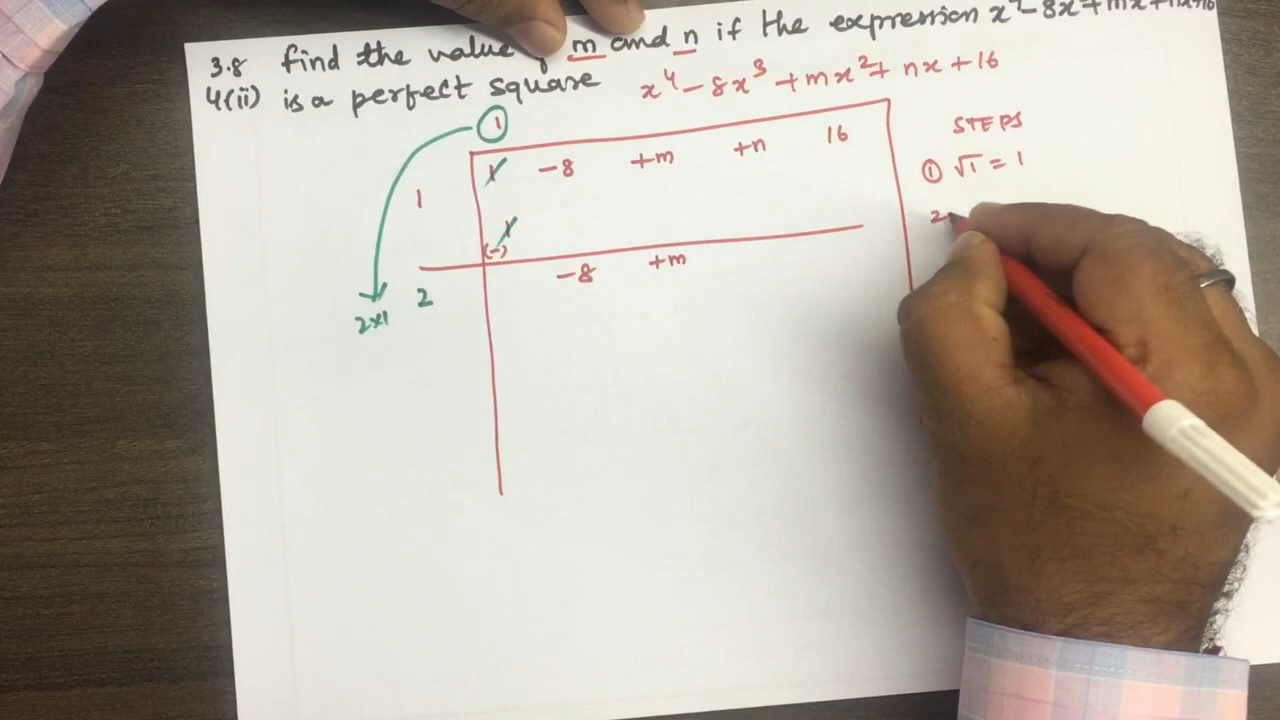 3.8 find the value of m and n if the expression x⁴-8x³+mx²+nx+16
4(ii) is a perfect square x⁴-8x³+mx²+nx+16
1
STEPS
1 1 -8 +m +n 16
① √1 = 1
1
(-)
2
-8 +m
2
2×1